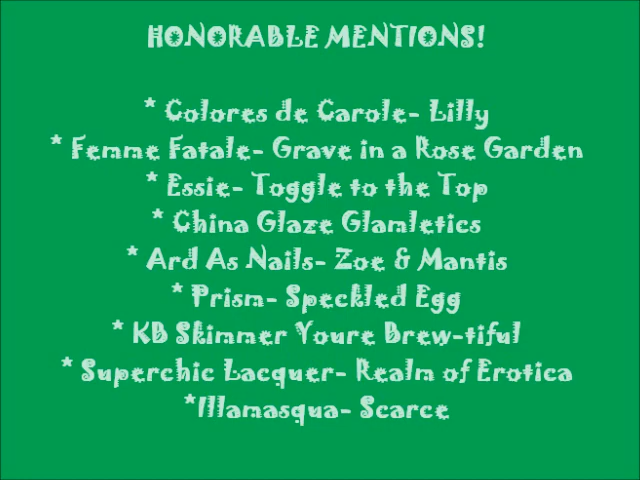 HONORABLE MENTIONS!
* Colores de Carole- Lilly
* Femme Fatale- Grave in a Rose Garden
* Essie- Toggle to the Top
* China Glaze Glamletics
* Ard As Nails- Zoe & Mantis
* Prism- Speckled Egg
* KB Skimmer Youre Brew-tiful
* Superchic Lacquer- Realm of Erotica
*Illamasqua- Scarce